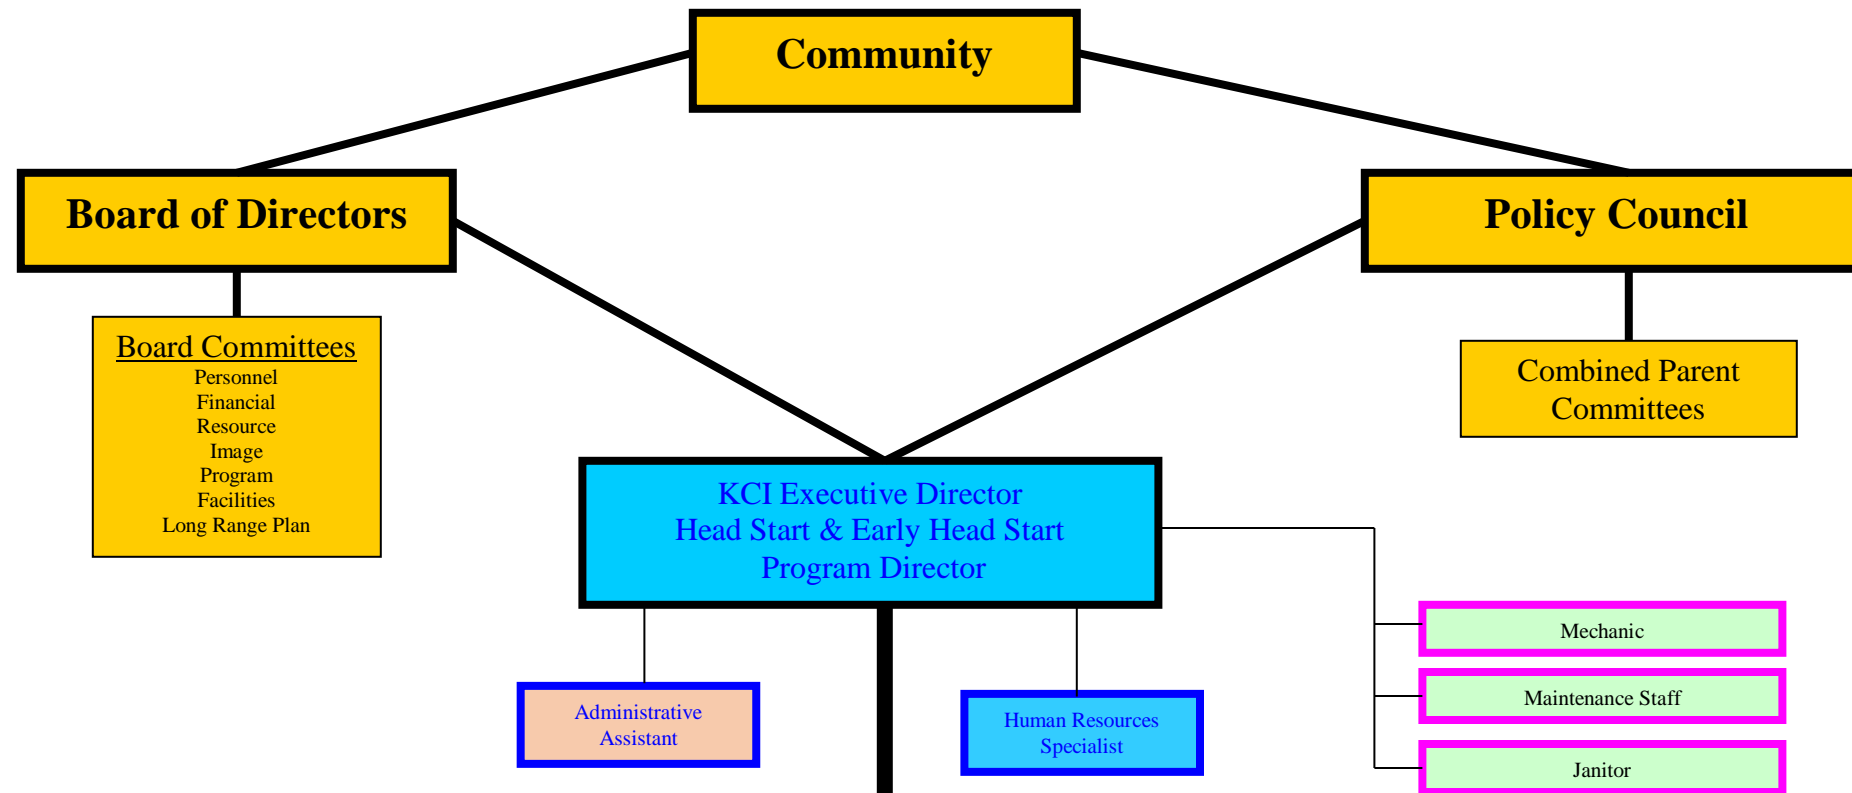 Community
Board of Directors
Policy Council
Board Committees
Personnel
Financial
Resource
Image
Program
Facilities
Long Range Plan
Combined Parent
Committees
KCI Executive Director
Head Start & Early Head Start
Program Director
Administrative
Assistant
Human Resources
Specialist
Mechanic
Maintenance Staff
Janitor